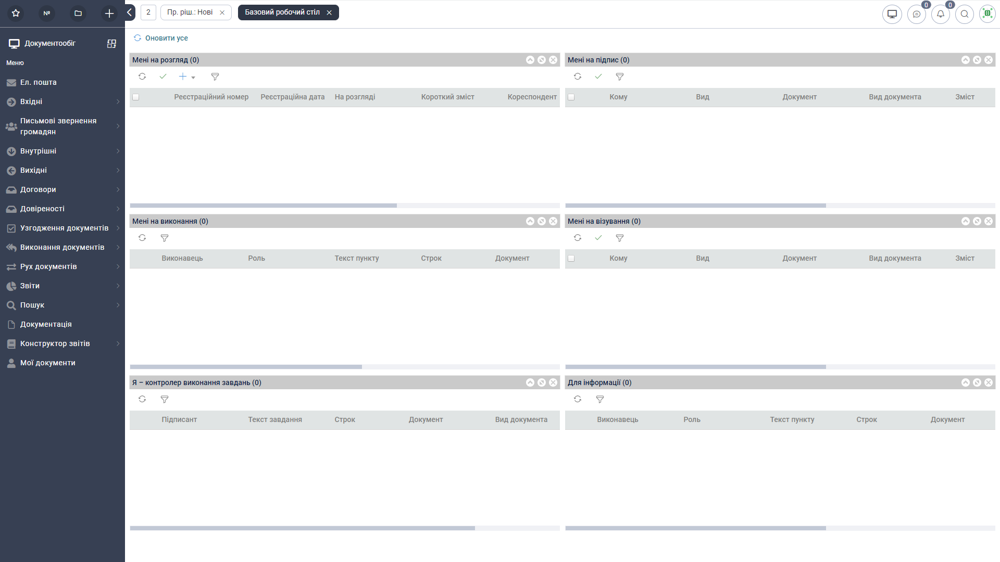 №
2
Пр. ріш.: Нові
Базовий робочий стіл
0
0
Документообіг
Меню
Ел. пошта
Вхідні
Письмові звернення
громадян
Внутрішні
Вихідні
Договори
Довіреності
Узгодження документів
Виконання документів
Рух документів
Звіти
Пошук
Документація
Конструктор звітів
Мої документи
Оновити усе
Мені на розгляд (0)
Реєстраційний номер Реєстраційна дата На розгляді Короткий зміст Кореспондент
Мені на підпис (0)
Кому Вид Документ Вид документа Зміст
Мені на виконання (0)
Виконавець Роль Текст пункту Строк Документ
Мені на візування (0)
Кому Вид Документ Вид документа Зміст
Я – контролер виконання завдань (0)
Підписант Текст завдання Строк Документ Вид документа
Для інформації (0)
Виконавець Роль Текст пункту Строк Документ